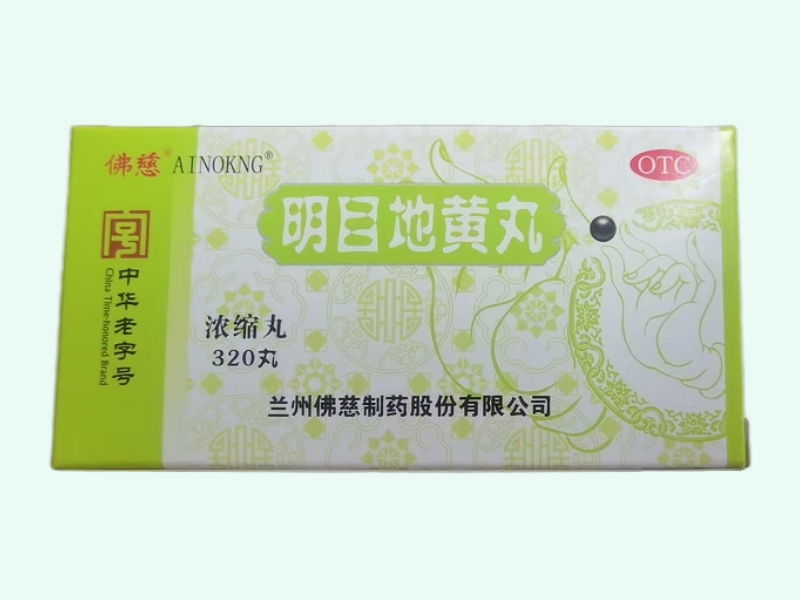 佛慈® AINOKNG®
OTC
明目地黄丸
号
中华老字号
China Time-honored Brand
浓缩丸
320丸
兰州佛慈制药股份有限公司